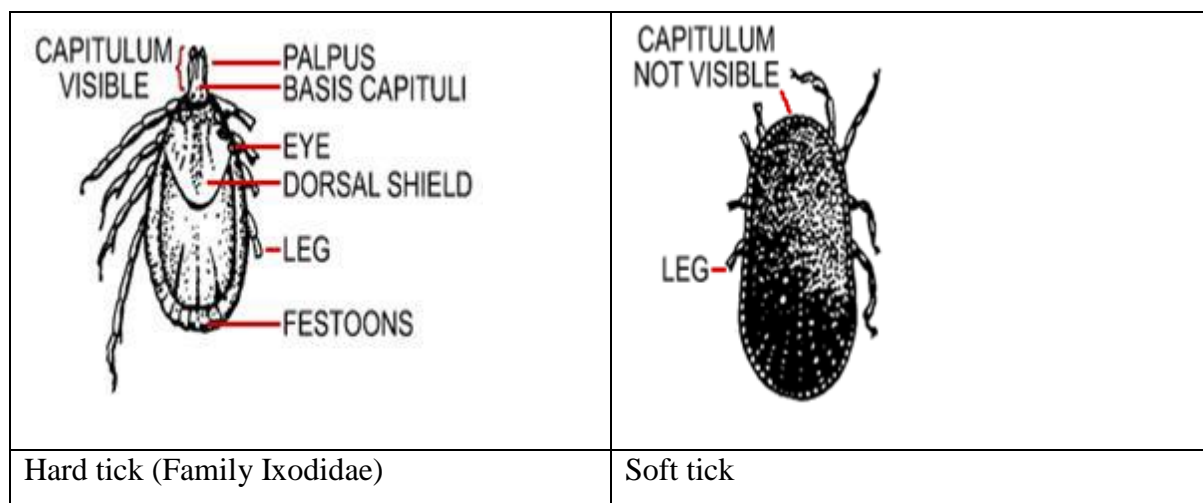 CAPITULUM
VISIBLE
PALPUS
BASIS CAPITULI
EYE
DORSAL SHIELD
LEG
FESTOONS
CAPITULUM
NOT VISIBLE
LEG
Hard tick (Family Ixodidae)
Soft tick